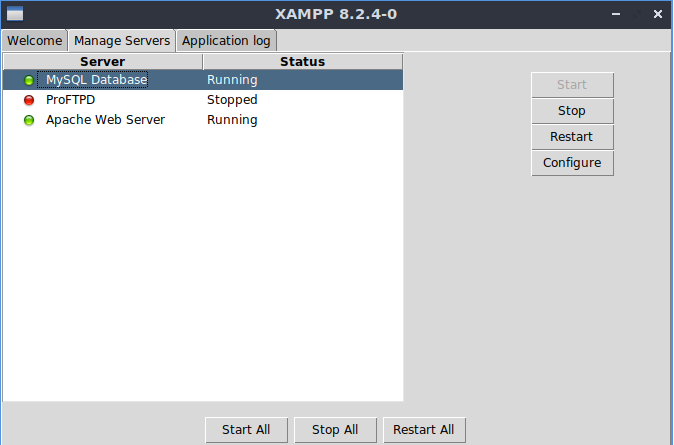 XAMPP 8.2.4-0
Welcome Manage Servers Application log
Server Status
MySQL Database Running
ProFTPD Stopped
Apache Web Server Running
Start
Stop
Restart
Configure
Start All Stop All Restart All